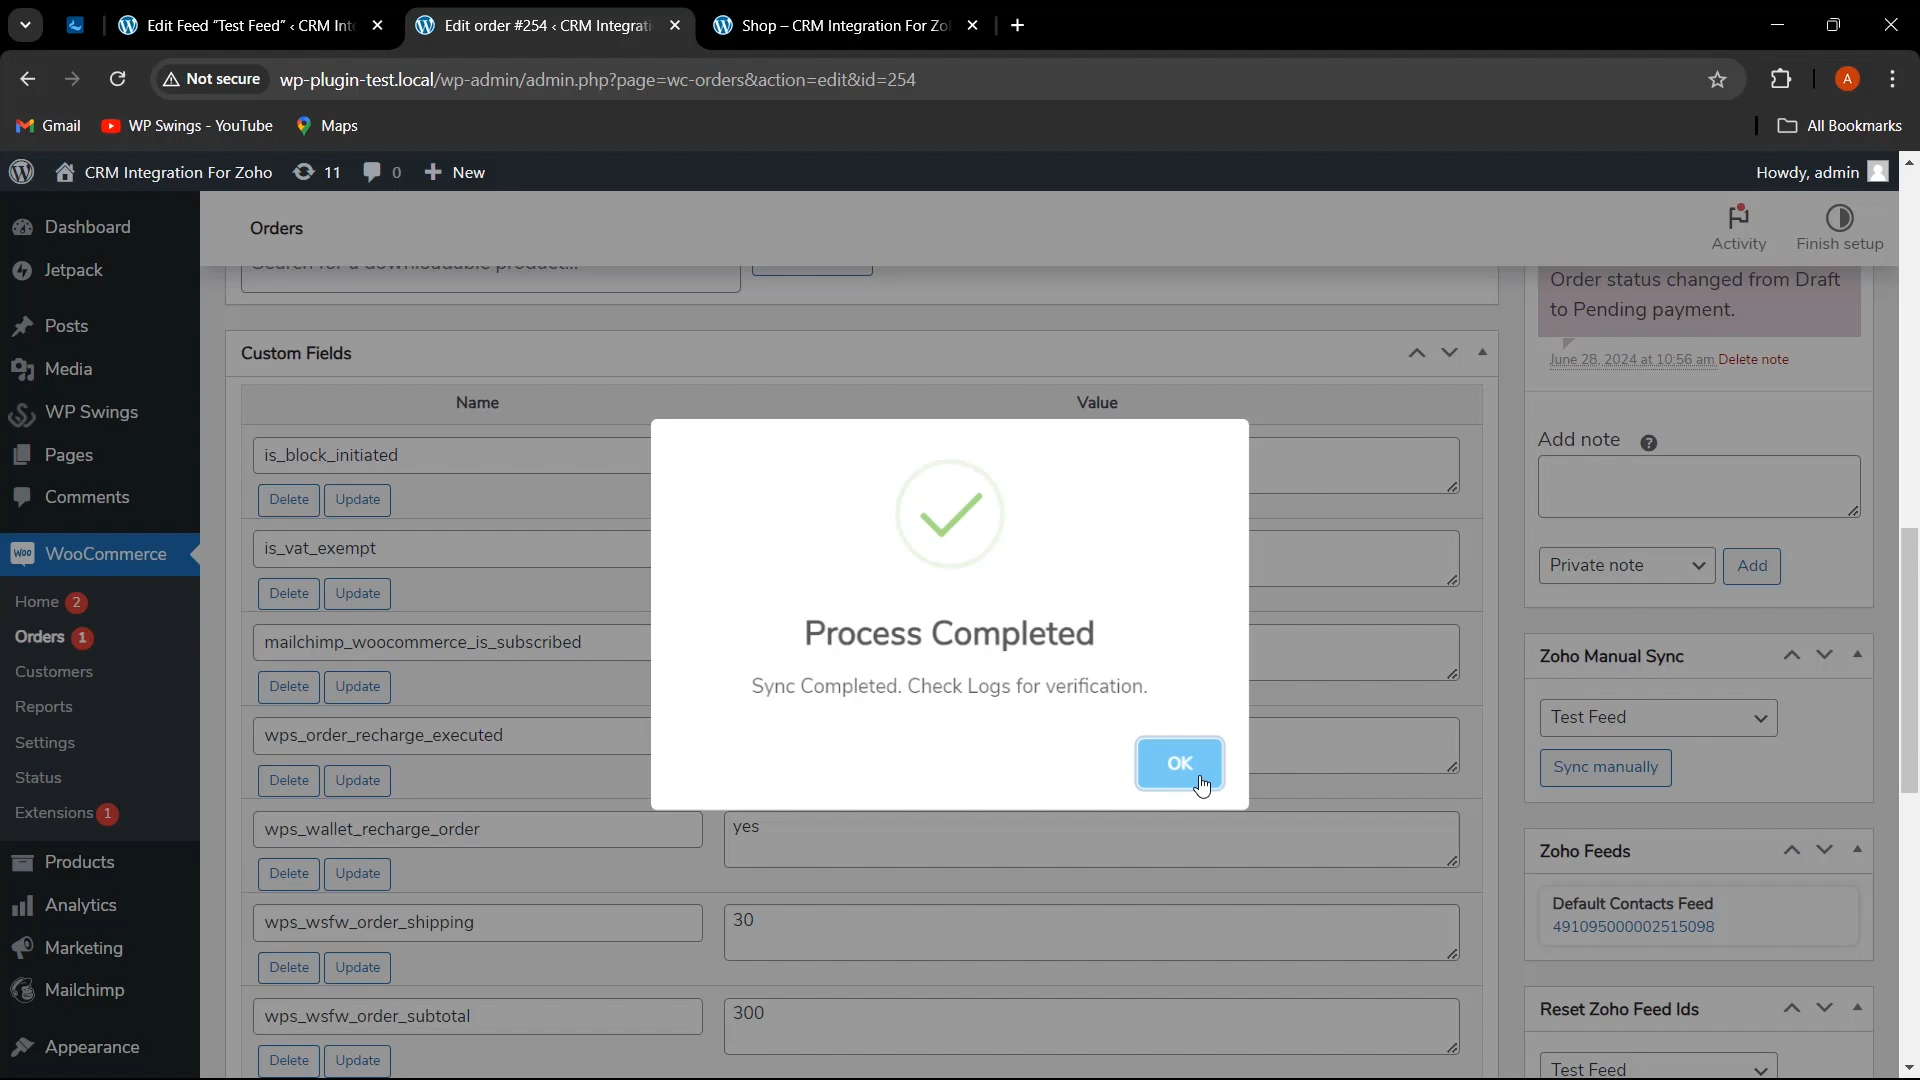 Edit Feed "Test Feed" ‹ CRM Int
Edit order #254 ‹ CRM Integrati
Shop – CRM Integration For Zo
Not secure
wp-plugin-test.local/wp-admin/admin.php?page=wc-orders&action=edit&id=254
A
Gmail
WP Swings - YouTube
Maps
All Bookmarks
CRM Integration For Zoho
11
0
New
Howdy, admin
Dashboard
Jetpack
Posts
Media
WP Swings
Pages
Comments
Woo
WooCommerce
Home 2
Orders 1
Customers
Reports
Settings
Status
Extensions 1
Products
Analytics
Marketing
Mailchimp
Appearance
Orders
Activity
Finish setup
Search for a downloadable product...
Custom Fields
Name
Value
is_block_initiated
Delete
Update
is_vat_exempt
Delete
Update
mailchimp_woocommerce_is_subscribed
Delete
Update
wps_order_recharge_executed
Delete
Update
wps_wallet_recharge_order
yes
Delete
Update
wps_wsfw_order_shipping
30
Delete
Update
wps_wsfw_order_subtotal
300
Delete
Update
Process Completed
Sync Completed. Check Logs for verification.
OK
Order status changed from Draft
to Pending payment.
June 28, 2024 at 10:56 am Delete note
Add note ?
Private note
Add
Zoho Manual Sync
Test Feed
Sync manually
Zoho Feeds
Default Contacts Feed
491095000002515098
Reset Zoho Feed Ids
Test Feed